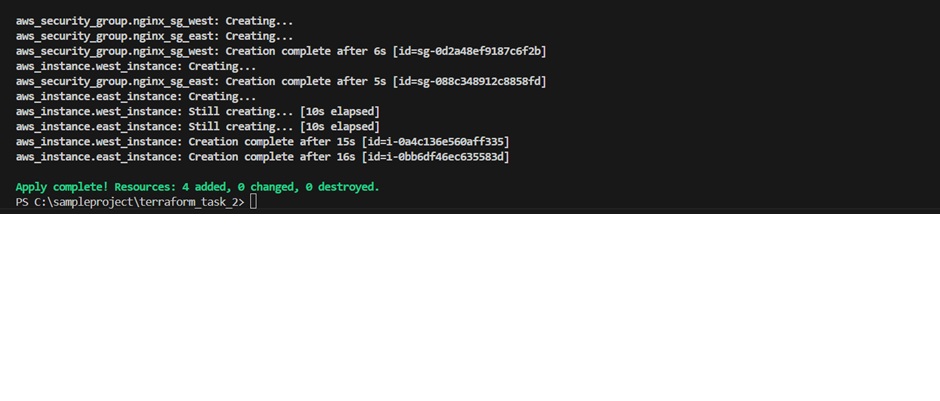 aws_security_group.nginx_sg_west: Creating...
aws_security_group.nginx_sg_east: Creating...
aws_security_group.nginx_sg_west: Creation complete after 6s [id=sg-0d2a48ef9187c6f2b]
aws_instance.west_instance: Creating...
aws_security_group.nginx_sg_east: Creation complete after 5s [id=sg-088c348912c8858fd]
aws_instance.east_instance: Creating...
aws_instance.west_instance: Still creating... [10s elapsed]
aws_instance.east_instance: Still creating... [10s elapsed]
aws_instance.west_instance: Creation complete after 15s [id=i-0a4c136e560aff335]
aws_instance.east_instance: Creation complete after 16s [id=i-0bb6df46ec635583d]
Apply complete! Resources: 4 added, 0 changed, 0 destroyed.
PS C:\sampleproject\terraform_task_2>